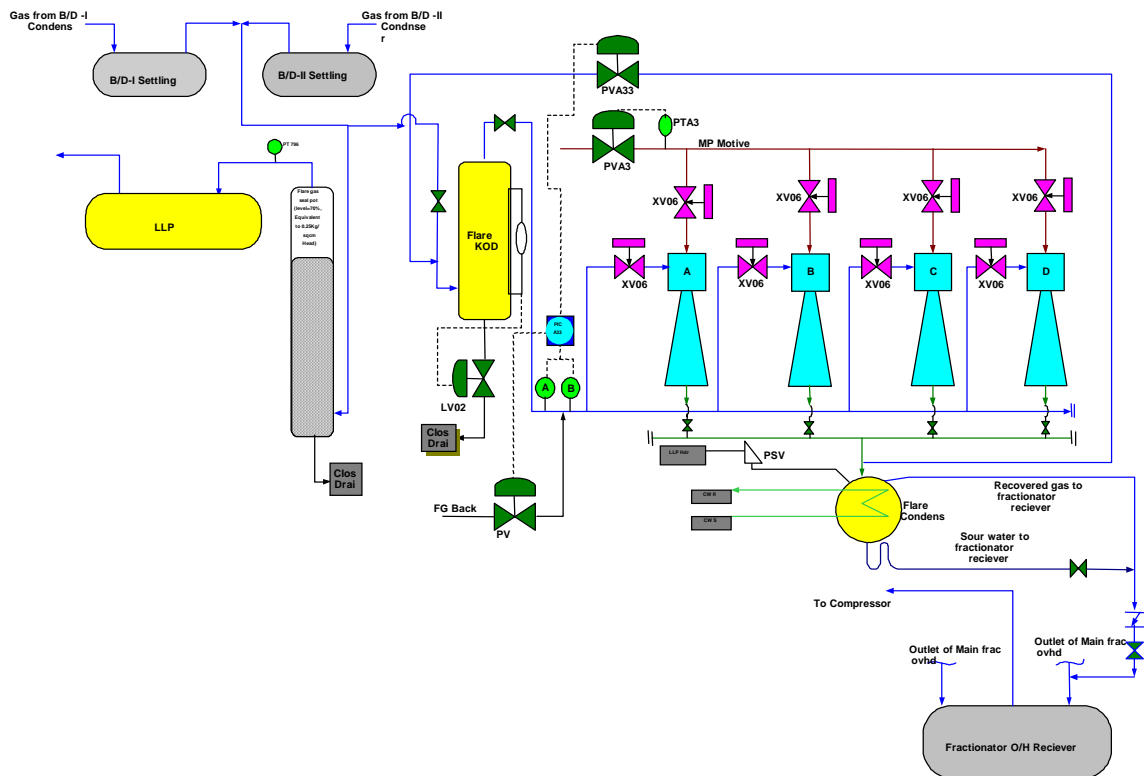 Gas from B/D -I
Condens
Gas from B/D -II
Condnse
r
B/D-I Settling
B/D-II Settling
PVA33
PVA3
PTA3
MP Motive
PT 706
Flare gas
seal pot
(level=70%,
Equivalent
to 0.25Kg/
sqcm
Head)
LLP
Flare
KOD
XV06
XV06
XV06
XV06
XV06
XV06
XV06
XV06
A
B
C
D
PIC
A33
A
B
LV02
Clos
Drai
Clos
Drai
FG Back
PV
LLP Hdr
PSV
CW R
CW S
Flare
Condens
Recovered gas to
fractionator
reciever
Sour water to
fractionator
reciever
To Compressor
Outlet of Main frac
ovhd
Outlet of Main frac
ovhd
Fractionator O/H Reciever